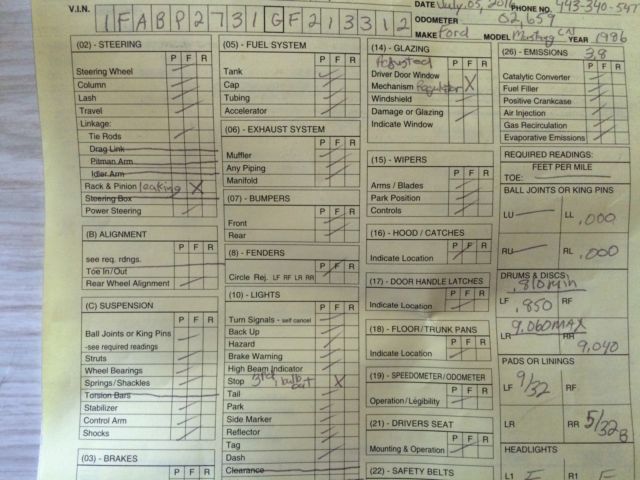 V.I.N. 1FABP2731GF213312
DATE July, 05, 201
PHONE NO. 443-340-547
ODOMETER 02,659
MAKE Ford MODEL Mustang CAI YEAR 1986
(02) - STEERING
P F R
Steering Wheel
Column
Lash
Travel
Linkage:
Tie Rods
Drag Link
Pitman Arm
Idler Arm
Rack & Pinion leaking X
Steering Box
Power Steering
(B) ALIGNMENT
P F R
see req. rdngs.
Toe In/Out
Rear Wheel Alignment
(C) SUSPENSION
P F R
Ball Joints or King Pins
-see required readings
Struts
Wheel Bearings
Springs/Shackles
Torsion Bars
Stabilizer
Control Arm
Shocks
(03) - BRAKES
P F R
(05) - FUEL SYSTEM
P F R
Tank
Cap
Tubing
Accelerator
(06) - EXHAUST SYSTEM
P F R
Muffler
Any Piping
Manifold
(07) - BUMPERS
P F R
Front
Rear
(8) - FENDERS
P F R
Circle Rej. LF RF LR RR
(10) - LIGHTS
P F R
Turn Signals - self cancel
Back Up
Hazard
Brake Warning
High Beam Indicator
Stop 3rd, bulb out X
Tail
Park
Side Marker
Reflector
Tag
Dash
Clearance
(14) - GLAZING
P F R
Adjusted
Driver Door Window
Mechanism Regulator X
Windshield
Damage or Glazing
Indicate Window
(15) - WIPERS
P F R
Arms / Blades
Park Position
Controls
(16) - HOOD / CATCHES
P F R
Indicate Location
(17) - DOOR HANDLE LATCHES
P F R
Indicate Location
(18) - FLOOR/TRUNK PANS
P F R
Indicate Location
(19) - SPEEDOMETER/ODOMETER
P F R
Operation/Legibility
(21) - DRIVERS SEAT
P F R
Mounting & Operation
(22) - SAFETY BELTS
(26) - EMISSIONS 38
P F R
Catalytic Converter
Fuel Filler
Positive Crankcase
Air Injection
Gas Recirculation
Evaporative Emissions
REQUIRED READINGS:
FEET PER MILE
TOE:
BALL JOINTS OR KING PINS
LU LL .000
RU RL .000
DRUMS & DISCS
.810 min
LF .850 RF
9.060 MAX
LR RR 9.040
PADS OR LININGS
LF 9/32 RF
LR RR 5/32 B
HEADLIGHTS